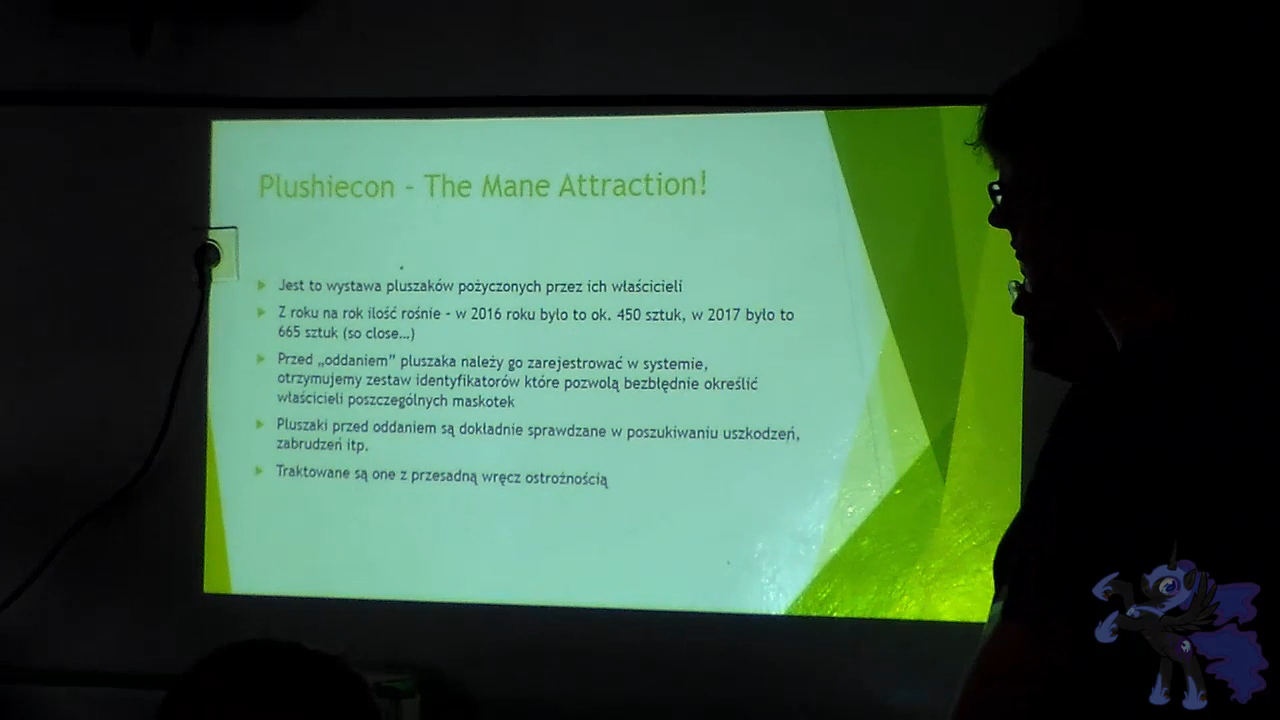 Plushiecon - The Mane Attraction!
Jest to wystawa pluszaków pożyczonych przez ich właścicieli
Z roku na rok ilość rośnie - w 2016 roku było to ok. 450 sztuk, w 2017 było to
665 sztuk (so close…)
Przed „oddaniem” pluszaka należy go zarejestrować w systemie,
otrzymujemy zestaw identyfikatorów które pozwolą bezbłędnie określić
właścicieli poszczególnych maskotek
Pluszaki przed oddaniem są dokładnie sprawdzane w poszukiwaniu uszkodzeń,
zabrudzeń itp.
Traktowane są one z przesadną wręcz ostrożnością